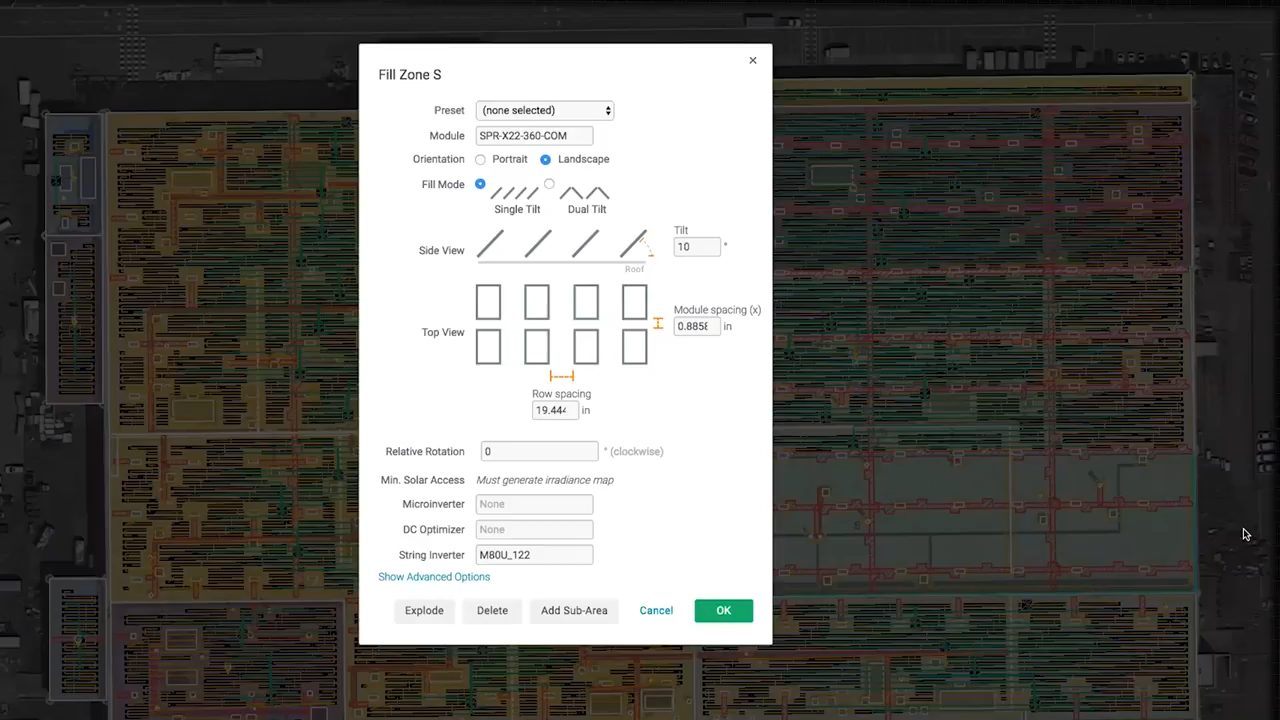 Fill Zone S
Preset (none selected)
Module SPR-X22-360-COM
Orientation Portrait Landscape
Fill Mode
Single Tilt Dual Tilt
Tilt
Side View 10 °
Roof
Module spacing (x)
0.8858 in
Top View
Row spacing
19.444 in
Relative Rotation 0 ° (clockwise)
Min. Solar Access Must generate irradiance map
Microinverter None
DC Optimizer None
String Inverter M80U_122
Show Advanced Options
Explode Delete Add Sub-Area Cancel OK